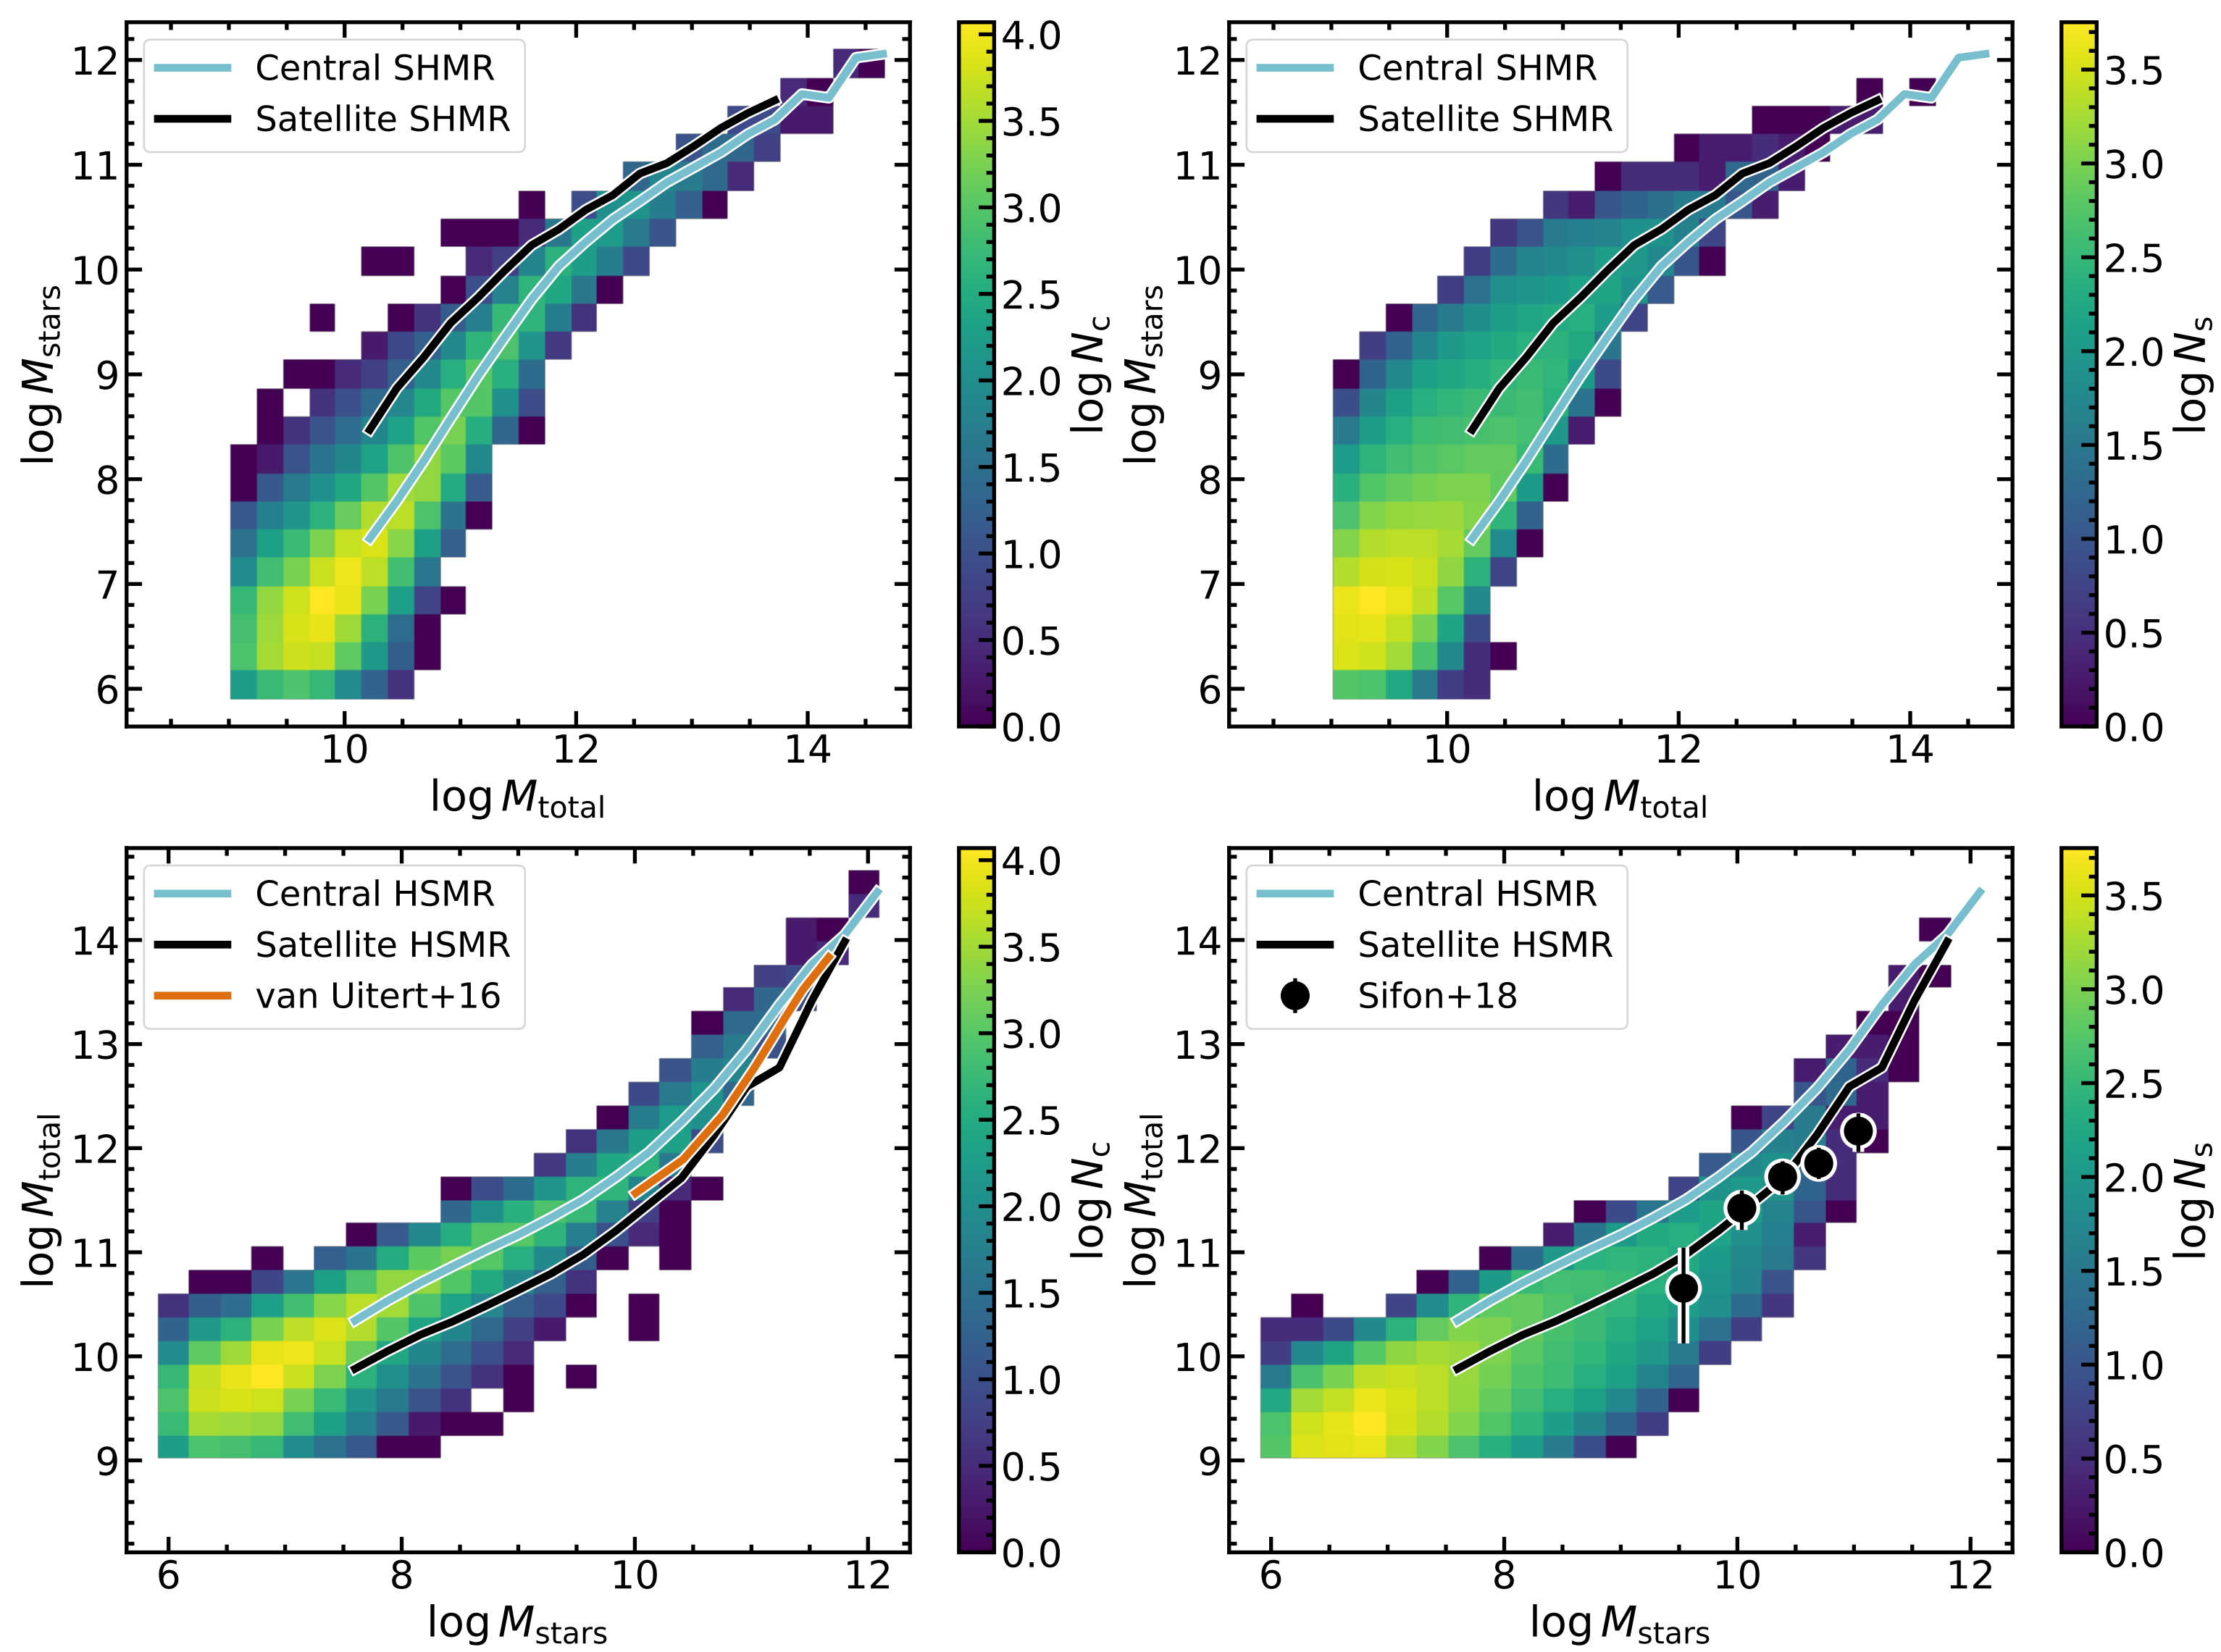 Central SHMR
Satellite SHMR
12
11
10
9
8
7
6
log M_stars
10 12 14
log M_total
4.0
3.5
3.0
2.5
2.0
1.5
1.0
0.5
0.0
log N_c
Central SHMR
Satellite SHMR
12
11
10
9
8
7
6
log M_stars
10 12 14
log M_total
3.5
3.0
2.5
2.0
1.5
1.0
0.5
0.0
log N_s
Central HSMR
Satellite HSMR
van Uitert+16
14
13
12
11
10
9
log M_total
6 8 10 12
log M_stars
4.0
3.5
3.0
2.5
2.0
1.5
1.0
0.5
0.0
log N_c
Central HSMR
Satellite HSMR
Sifon+18
14
13
12
11
10
9
log M_total
6 8 10 12
log M_stars
3.5
3.0
2.5
2.0
1.5
1.0
0.5
0.0
log N_s